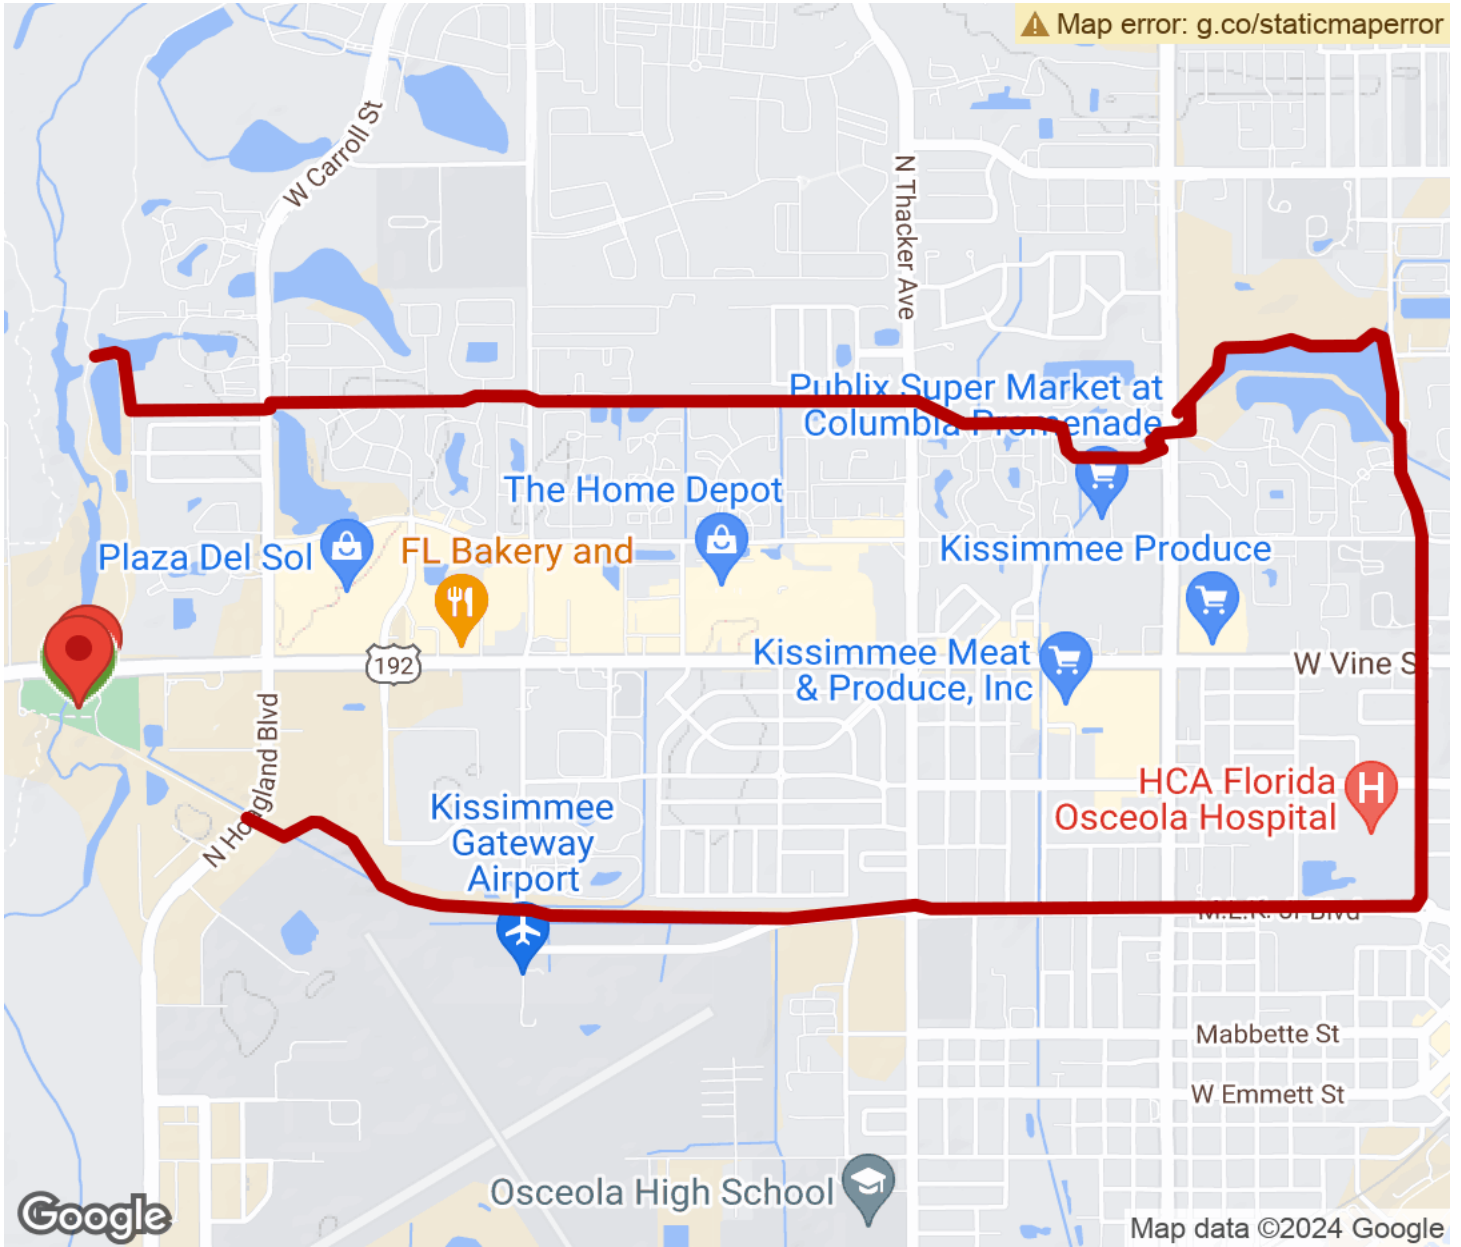 Map error: g.co/staticmaperror
W Carroll St
N Thacker Ave
Publix Super Market at
Columbia Promenade
The Home Depot
Plaza Del Sol
FL Bakery and
Kissimmee Produce
192
Kissimmee Meat
& Produce, Inc
W Vine S
N Hoagland Blvd
HCA Florida
Osceola Hospital
H
Kissimmee
Gateway
Airport
M.L.K. Jr Blvd
Mabbette St
W Emmett St
Osceola High School
Google
Map data ©2024 Google